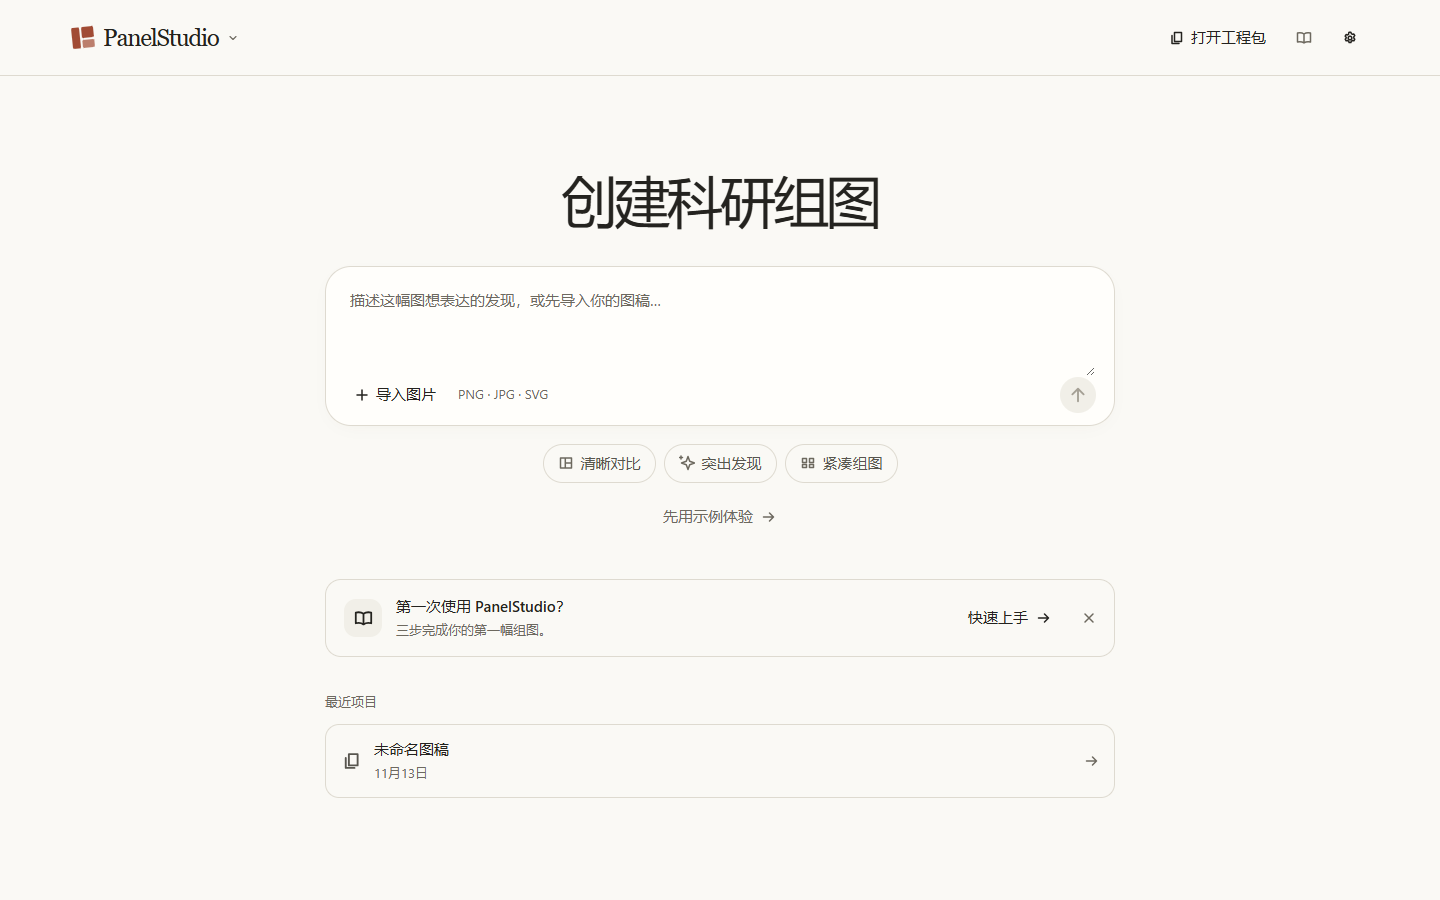 PanelStudio
打开工程包
创建科研组图
描述这幅图想表达的发现，或先导入你的图稿...
导入图片 PNG · JPG · SVG
清晰对比 突出发现 紧凑组图
先用示例体验
第一次使用 PanelStudio？
三步完成你的第一幅组图。
快速上手
最近项目
未命名图稿
11月13日